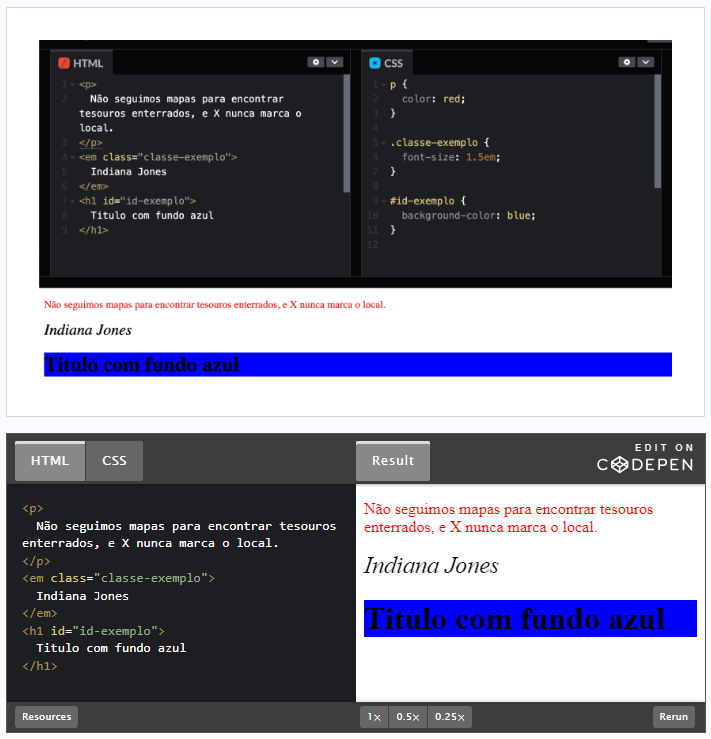 HTML
1 <p>
2 Não seguimos mapas para encontrar
tesouros enterrados, e X nunca marca o
local.
3 </p>
4 <em class="classe-exemplo">
5 Indiana Jones
6 </em>
7 <h1 id="id-exemplo">
8 Titulo com fundo azul
9 </h1>
CSS
1 p {
2 color: red;
3 }
4
5 .classe-exemplo {
6 font-size: 1.5em;
7 }
8
9 #id-exemplo {
10 background-color: blue;
11 }
12
Não seguimos mapas para encontrar tesouros enterrados, e X nunca marca o local.
Indiana Jones
Titulo com fundo azul
HTML CSS
Result
EDIT ON
CODEPEN
<p>
Não seguimos mapas para encontrar tesouros
enterrados, e X nunca marca o local.
</p>
<em class="classe-exemplo">
Indiana Jones
</em>
<h1 id="id-exemplo">
Titulo com fundo azul
</h1>
Não seguimos mapas para encontrar tesouros
enterrados, e X nunca marca o local.
Indiana Jones
Titulo com fundo azul
Resources
1x 0.5x 0.25x
Rerun